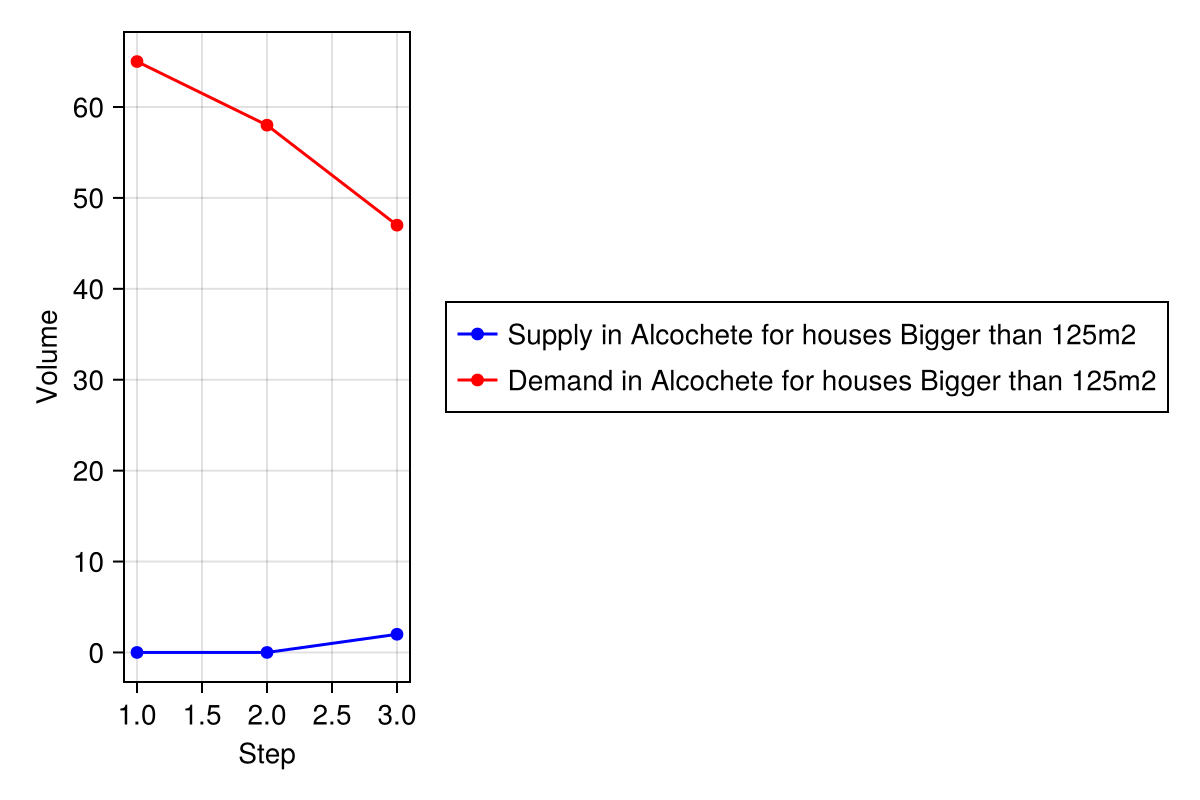 60
50
40
30
20
10
0
Volume
1.0 1.5 2.0 2.5 3.0
Step
Supply in Alcochete for houses Bigger than 125m2
Demand in Alcochete for houses Bigger than 125m2